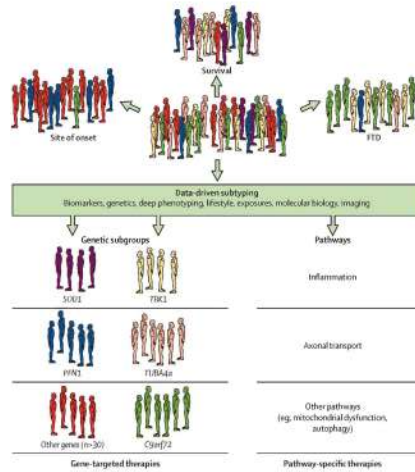 Survival
Site of onset
FTD
Data-driven subtyping
Biomarkers, genetics, deep phenotyping, lifestyle, exposures, molecular biology, imaging
Genetic subgroups
Pathways
SOD1
TBK1
Inflammation
PFN1
TUBA4a
Axonal transport
Other genes (n>30)
C9orf72
Other pathways
(eg, mitochondrial dysfunction,
autophagy)
Gene-targeted therapies
Pathway-specific therapies